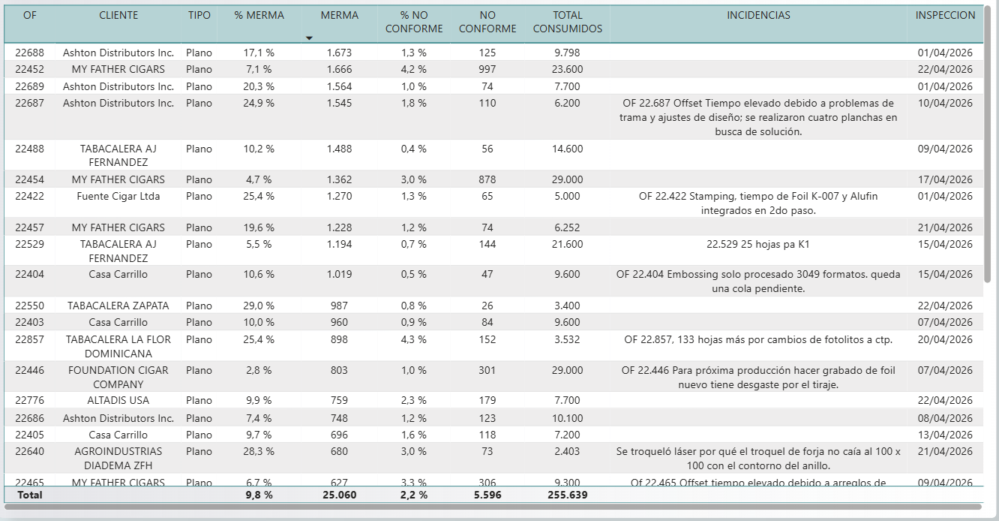 OF CLIENTE TIPO % MERMA MERMA % NO CONFORME NO CONFORME TOTAL CONSUMIDOS INCIDENCIAS INSPECCION
22688 Ashton Distributors Inc. Plano 17,1 % 1.673 1,3 % 125 9.798 01/04/2026
22452 MY FATHER CIGARS Plano 7,1 % 1.666 4,2 % 997 23.600 22/04/2026
22689 Ashton Distributors Inc. Plano 20,3 % 1.564 1,0 % 74 7.700 01/04/2026
22687 Ashton Distributors Inc. Plano 24,9 % 1.545 1,8 % 110 6.200 OF 22.687 Offset Tiempo elevado debido a problemas de 10/04/2026
trama y ajustes de diseño; se realizaron cuatro planchas en
busca de solución.
22488 TABACALERA AJ Plano 10,2 % 1.488 0,4 % 56 14.600 09/04/2026
FERNANDEZ
22454 MY FATHER CIGARS Plano 4,7 % 1.362 3,0 % 878 29.000 17/04/2026
22422 Fuente Cigar Ltda Plano 25,4 % 1.270 1,3 % 65 5.000 OF 22.422 Stamping, tiempo de Foil K-007 y Alufin 01/04/2026
integrados en 2do paso.
22457 MY FATHER CIGARS Plano 19,6 % 1.228 1,2 % 74 6.252 21/04/2026
22529 TABACALERA AJ Plano 5,5 % 1.194 0,7 % 144 21.600 22.529 25 hojas pa K1 15/04/2026
FERNANDEZ
22404 Casa Carrillo Plano 10,6 % 1.019 0,5 % 47 9.600 OF 22.404 Embossing solo procesado 3049 formatos. queda 15/04/2026
una cola pendiente.
22550 TABACALERA ZAPATA Plano 29,0 % 987 0,8 % 26 3.400 22/04/2026
22403 Casa Carrillo Plano 10,0 % 960 0,9 % 84 9.600 07/04/2026
22857 TABACALERA LA FLOR Plano 25,4 % 898 4,3 % 152 3.532 OF 22.857, 133 hojas más por cambios de fotolitos a ctp. 20/04/2026
DOMINICANA
22446 FOUNDATION CIGAR Plano 2,8 % 803 1,0 % 301 29.000 OF 22.446 Para próxima producción hacer grabado de foil 07/04/2026
COMPANY nuevo tiene desgaste por el tiraje.
22776 ALTADIS USA Plano 9,9 % 759 2,3 % 179 7.700 22/04/2026
22686 Ashton Distributors Inc. Plano 7,4 % 748 1,2 % 123 10.100 08/04/2026
22405 Casa Carrillo Plano 9,7 % 696 1,6 % 118 7.200 13/04/2026
22640 AGROINDUSTRIAS Plano 28,3 % 680 3,0 % 73 2.403 Se troqueló láser por qué el troquel de forja no caía al 100 x 21/04/2026
DIADEMA ZFH 100 con el contorno del anillo.
22465 MY FATHER CIGARS Plano 6,7 % 627 3,3 % 306 9.300 Of 22.465 Offset tiempo elevado debido a arreglos de 09/04/2026
Total 9,8 % 25.060 2,2 % 5.596 255.639